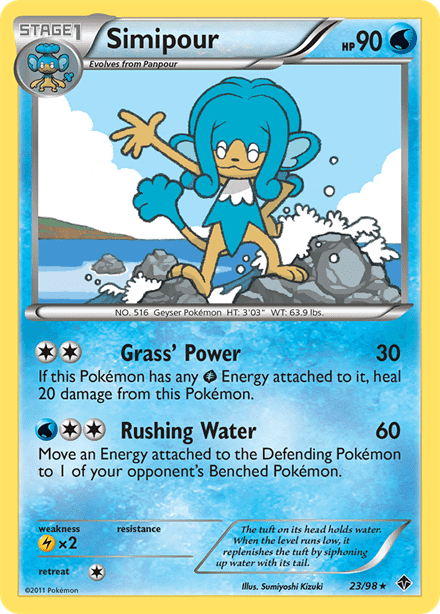 STAGE1
Simipour
HP90
Evolves from Panpour
NO. 516 Geyser Pokémon HT: 3'03" WT: 63.9 lbs.
Grass' Power 30
If this Pokémon has any Energy attached to it, heal
20 damage from this Pokémon.
Rushing Water 60
Move an Energy attached to the Defending Pokémon
to 1 of your opponent's Benched Pokémon.
weakness resistance
×2
retreat
The tuft on its head holds water.
When the level runs low, it
replenishes the tuft by siphoning
up water with its tail.
©2011 Pokémon
Illus. Sumiyoshi Kizuki
23/98★